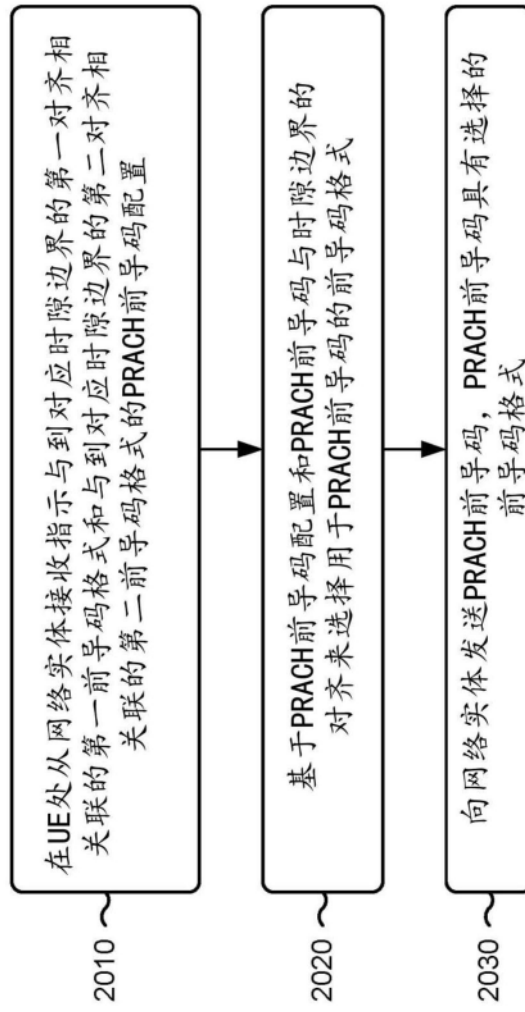 2010
在UE处从网络实体接收指示与到对应时隙边界的第一对齐相
关联的第一前导码格式和与到对应时隙边界的第二对齐相
关联的第二前导码格式的PRACH前导码配置
2020
基于PRACH前导码配置和PRACH前导码与时隙边界的
对齐来选择用于PRACH前导码的前导码格式
2030
向网络实体发送PRACH前导码，PRACH前导码具有选择的
前导码格式